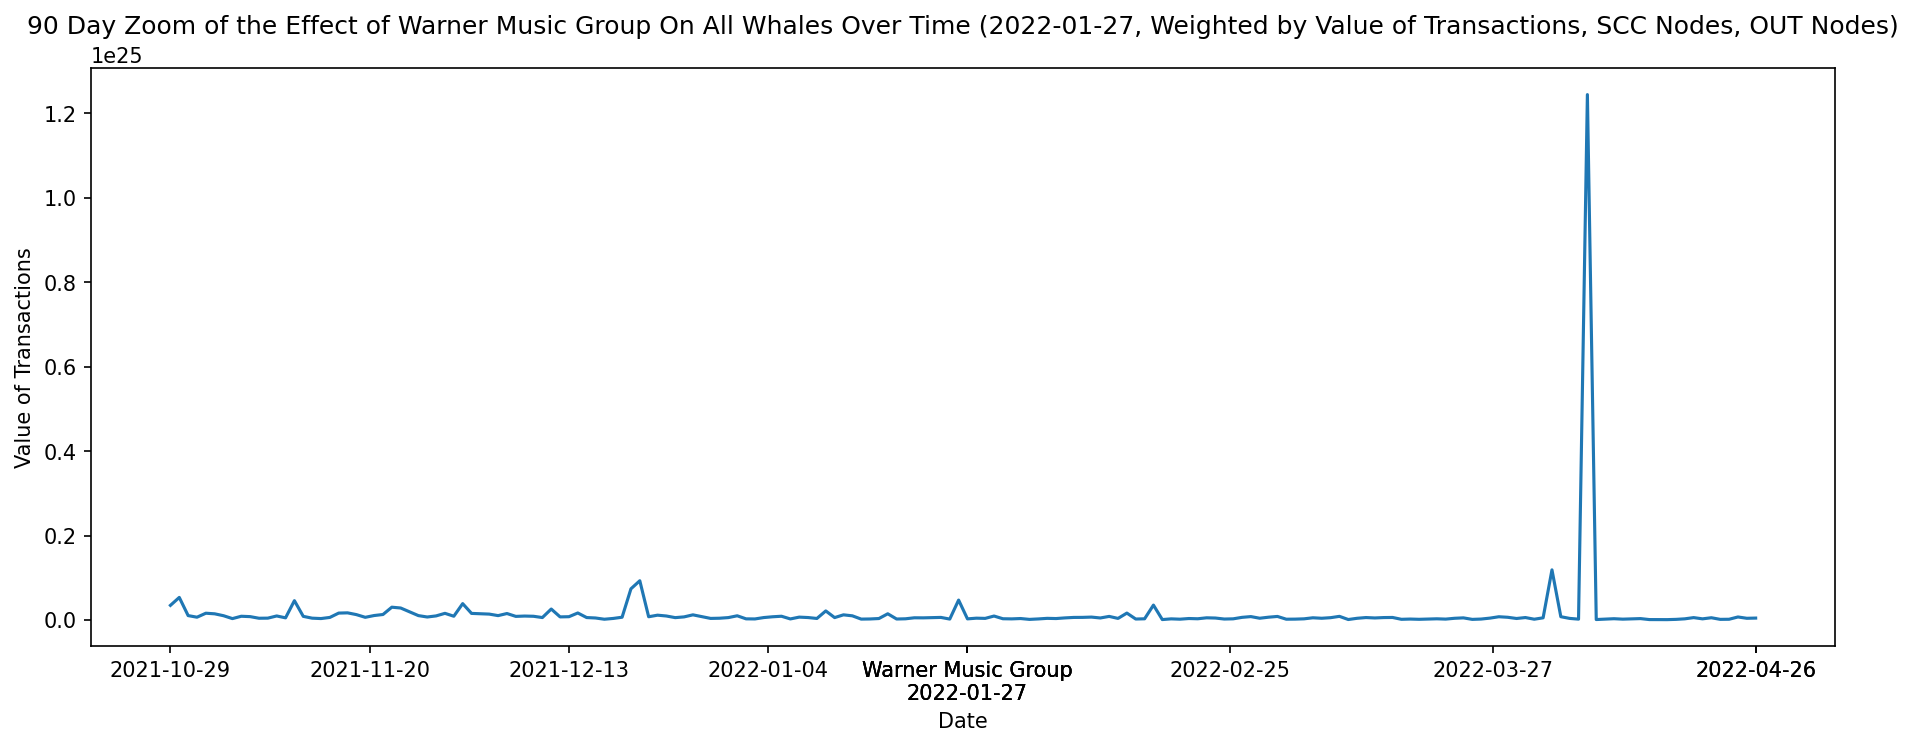 90 Day Zoom of the Effect of Warner Music Group On All Whales Over Time (2022-01-27, Weighted by Value of Transactions, SCC Nodes, OUT Nodes)
1e25
1.2
1.0
0.8
0.6
0.4
0.2
0.0
Value of Transactions
2021-10-29 2021-11-20 2021-12-13 2022-01-04 Warner Music Group 2022-02-25 2022-03-27 2022-04-26
2022-01-27
Date